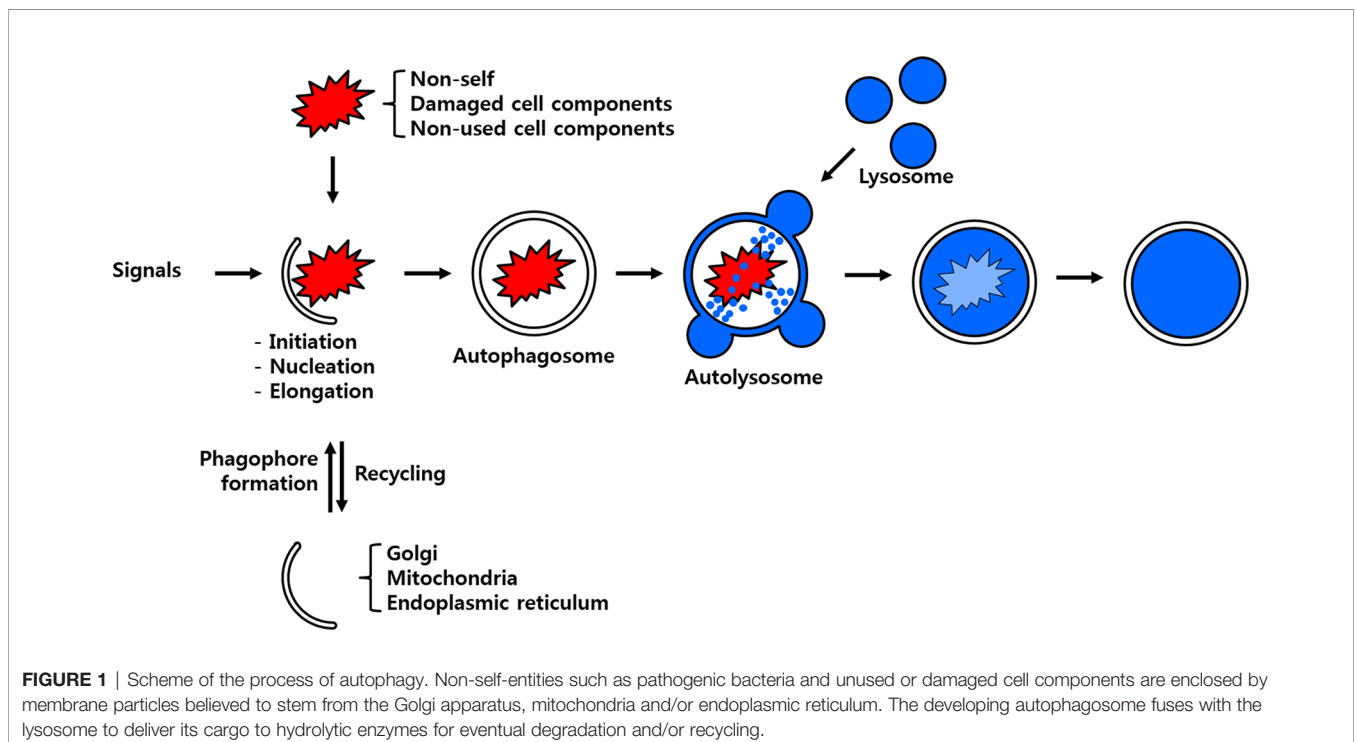 Non-self
Damaged cell components
Non-used cell components
Lysosome
Signals
- Initiation
- Nucleation
- Elongation
Autophagosome
Autolysosome
Phagophore
formation
Recycling
Golgi
Mitochondria
Endoplasmic reticulum
FIGURE 1 | Scheme of the process of autophagy. Non-self-entities such as pathogenic bacteria and unused or damaged cell components are enclosed by
membrane particles believed to stem from the Golgi apparatus, mitochondria and/or endoplasmic reticulum. The developing autophagosome fuses with the
lysosome to deliver its cargo to hydrolytic enzymes for eventual degradation and/or recycling.